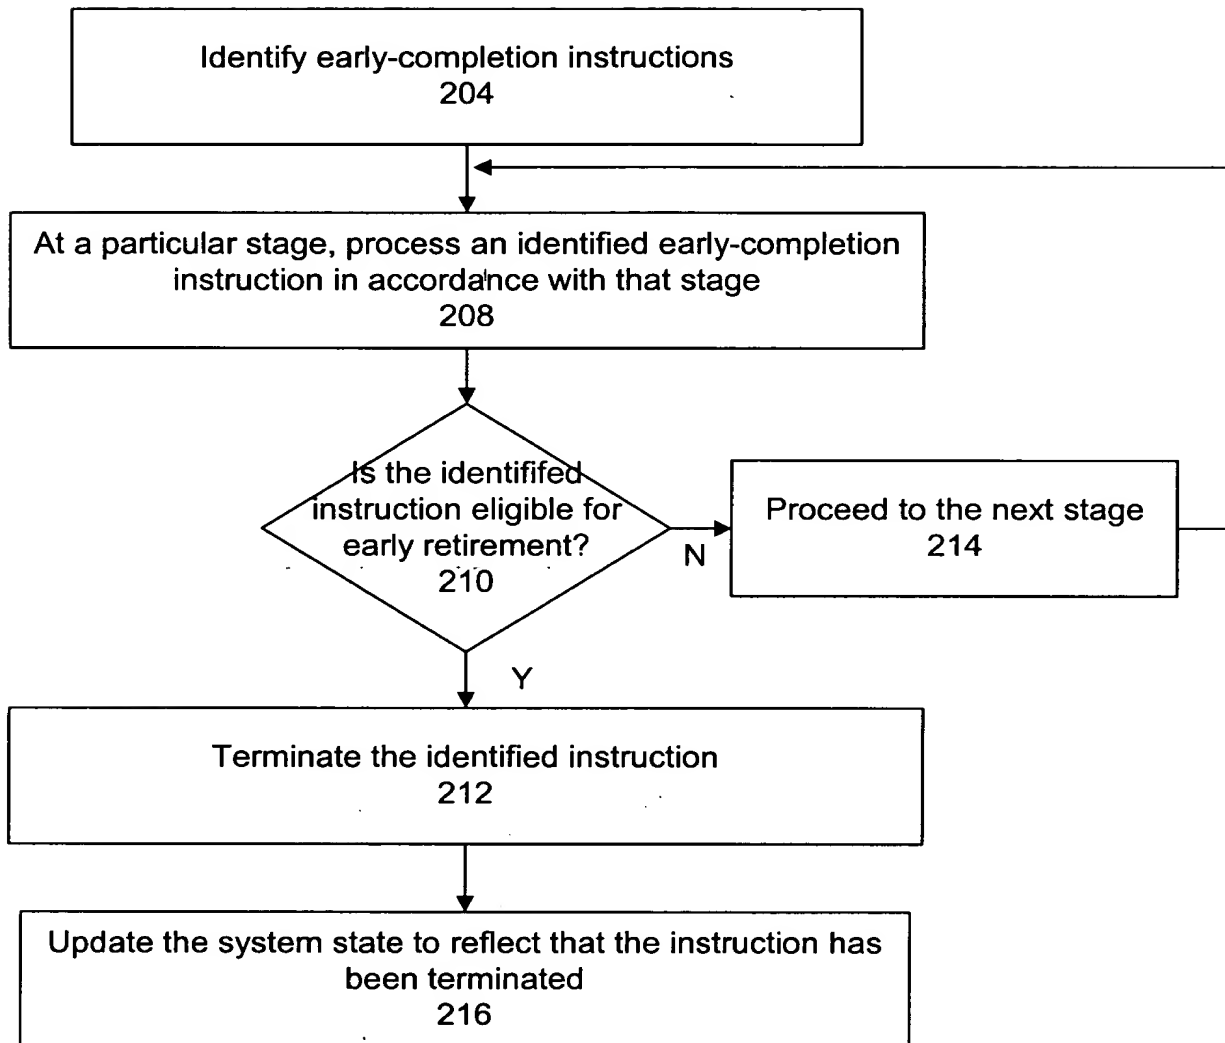 Identify early-completion instructions
204
At a particular stage, process an identified early-completion
instruction in accordance with that stage
208
Is the identififed
instruction eligible for
early retirement?
210
N
Proceed to the next stage
214
Y
Terminate the identified instruction
212
Update the system state to reflect that the instruction has
been terminated
216